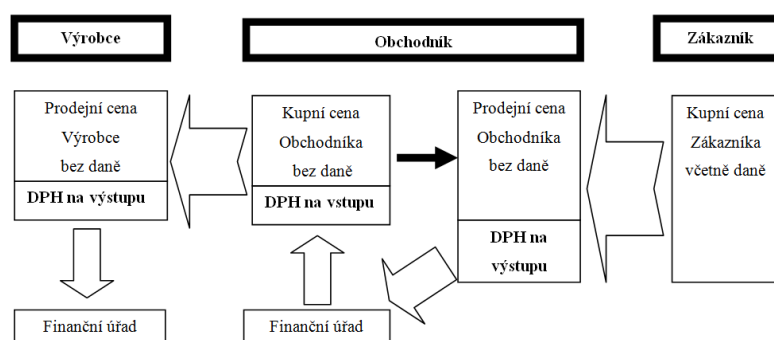 Výrobce
Obchodník
Zákazník
Prodejní cena
Výrobce
bez daně
DPH na výstupu
Kupní cena
Obchodníka
bez daně
DPH na vstupu
Prodejní cena
Obchodníka
bez daně
DPH na
výstupu
Kupní cena
Zákazníka
včetně daně
Finanční úřad
Finanční úřad